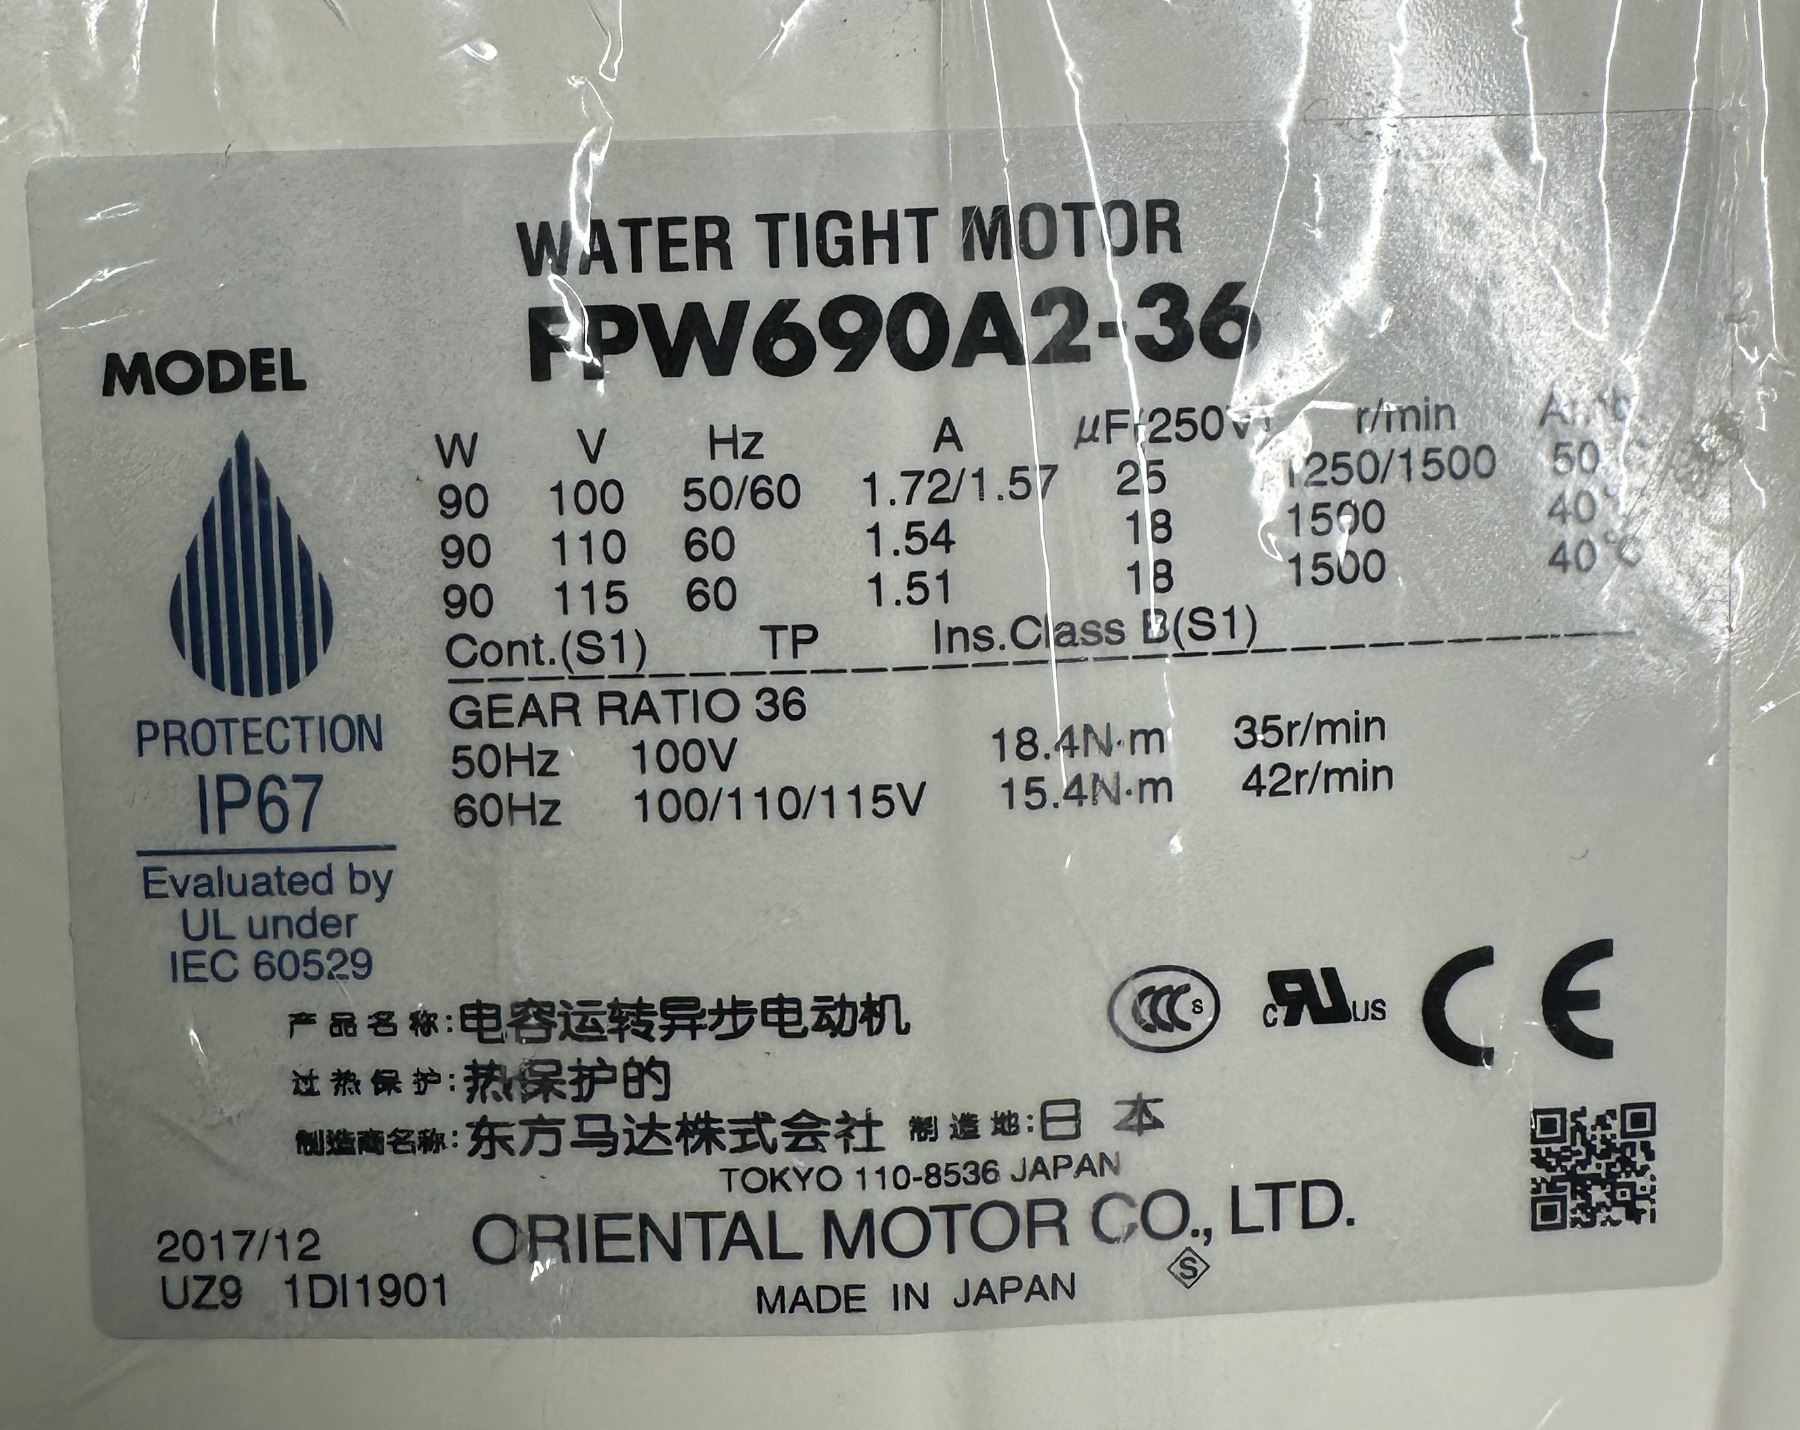 WATER TIGHT MOTOR
MODEL FPW690A2-36
W V Hz A μF(250V) r/min Amb.
90 100 50/60 1.72/1.57 25 1250/1500 50°C
90 110 60 1.54 18 1500 40°C
90 115 60 1.51 18 1500 40°C
Cont.(S1) TP Ins.Class B(S1)
GEAR RATIO 36
50Hz 100V 18.4N·m 35r/min
60Hz 100/110/115V 15.4N·m 42r/min
PROTECTION
IP67
Evaluated by
UL under
IEC 60529
产品名称:电容运转异步电动机
过热保护:热保护的
制造商名称:东方马达株式会社 制造地:日本
CCC S c RU US CE
TOKYO 110-8536 JAPAN
ORIENTAL MOTOR CO., LTD.
S
MADE IN JAPAN
2017/12
UZ9 1DI1901